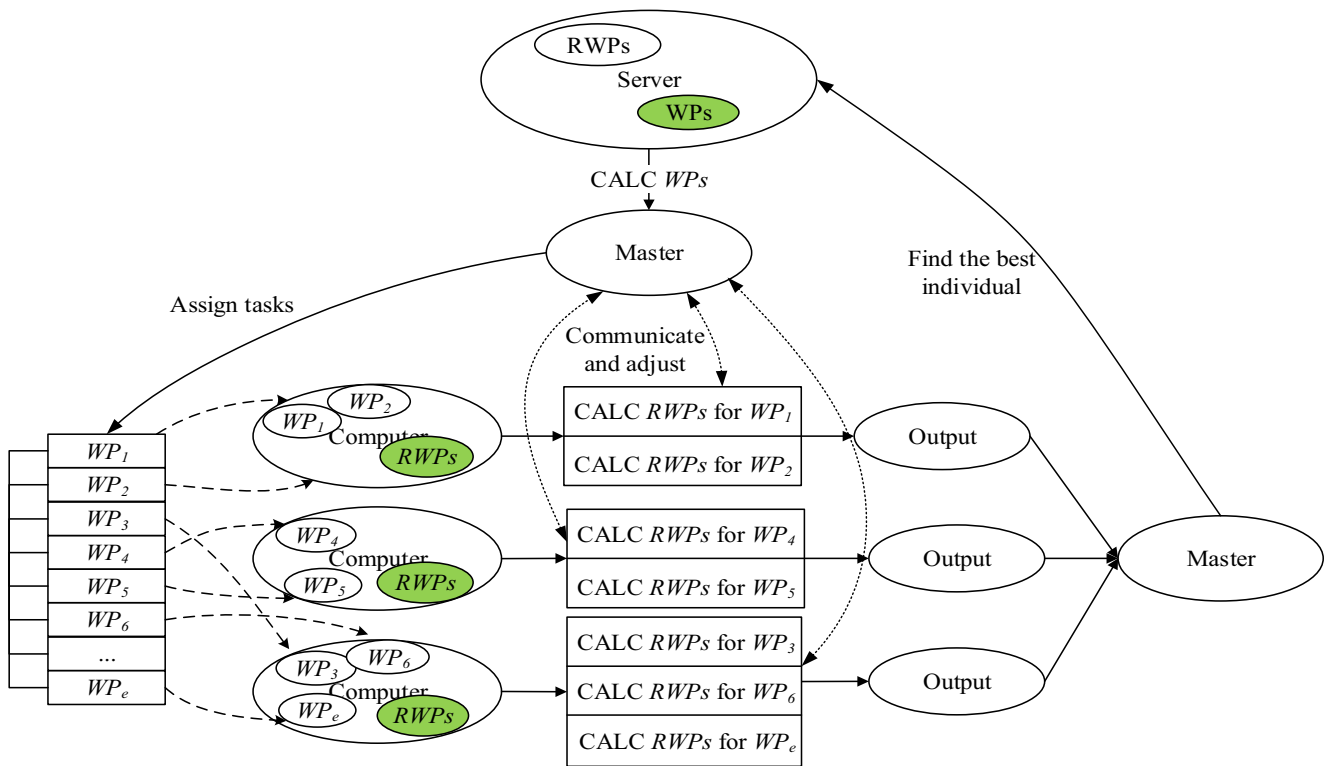 RWPs
Server
WPs
CALC WPs
Master
Find the best
individual
Assign tasks
Communicate
and adjust
WP1
WP2
WP3
WP4
WP5
WP6
...
WPe
WP2
WP1
Computer
RWPs
CALC RWPs for WP1
CALC RWPs for WP2
Output
WP4
Computer
WP5
RWPs
CALC RWPs for WP4
CALC RWPs for WP5
Output
Master
WP6
WP3
Computer
WPe
RWPs
CALC RWPs for WP3
CALC RWPs for WP6
CALC RWPs for WPe
Output